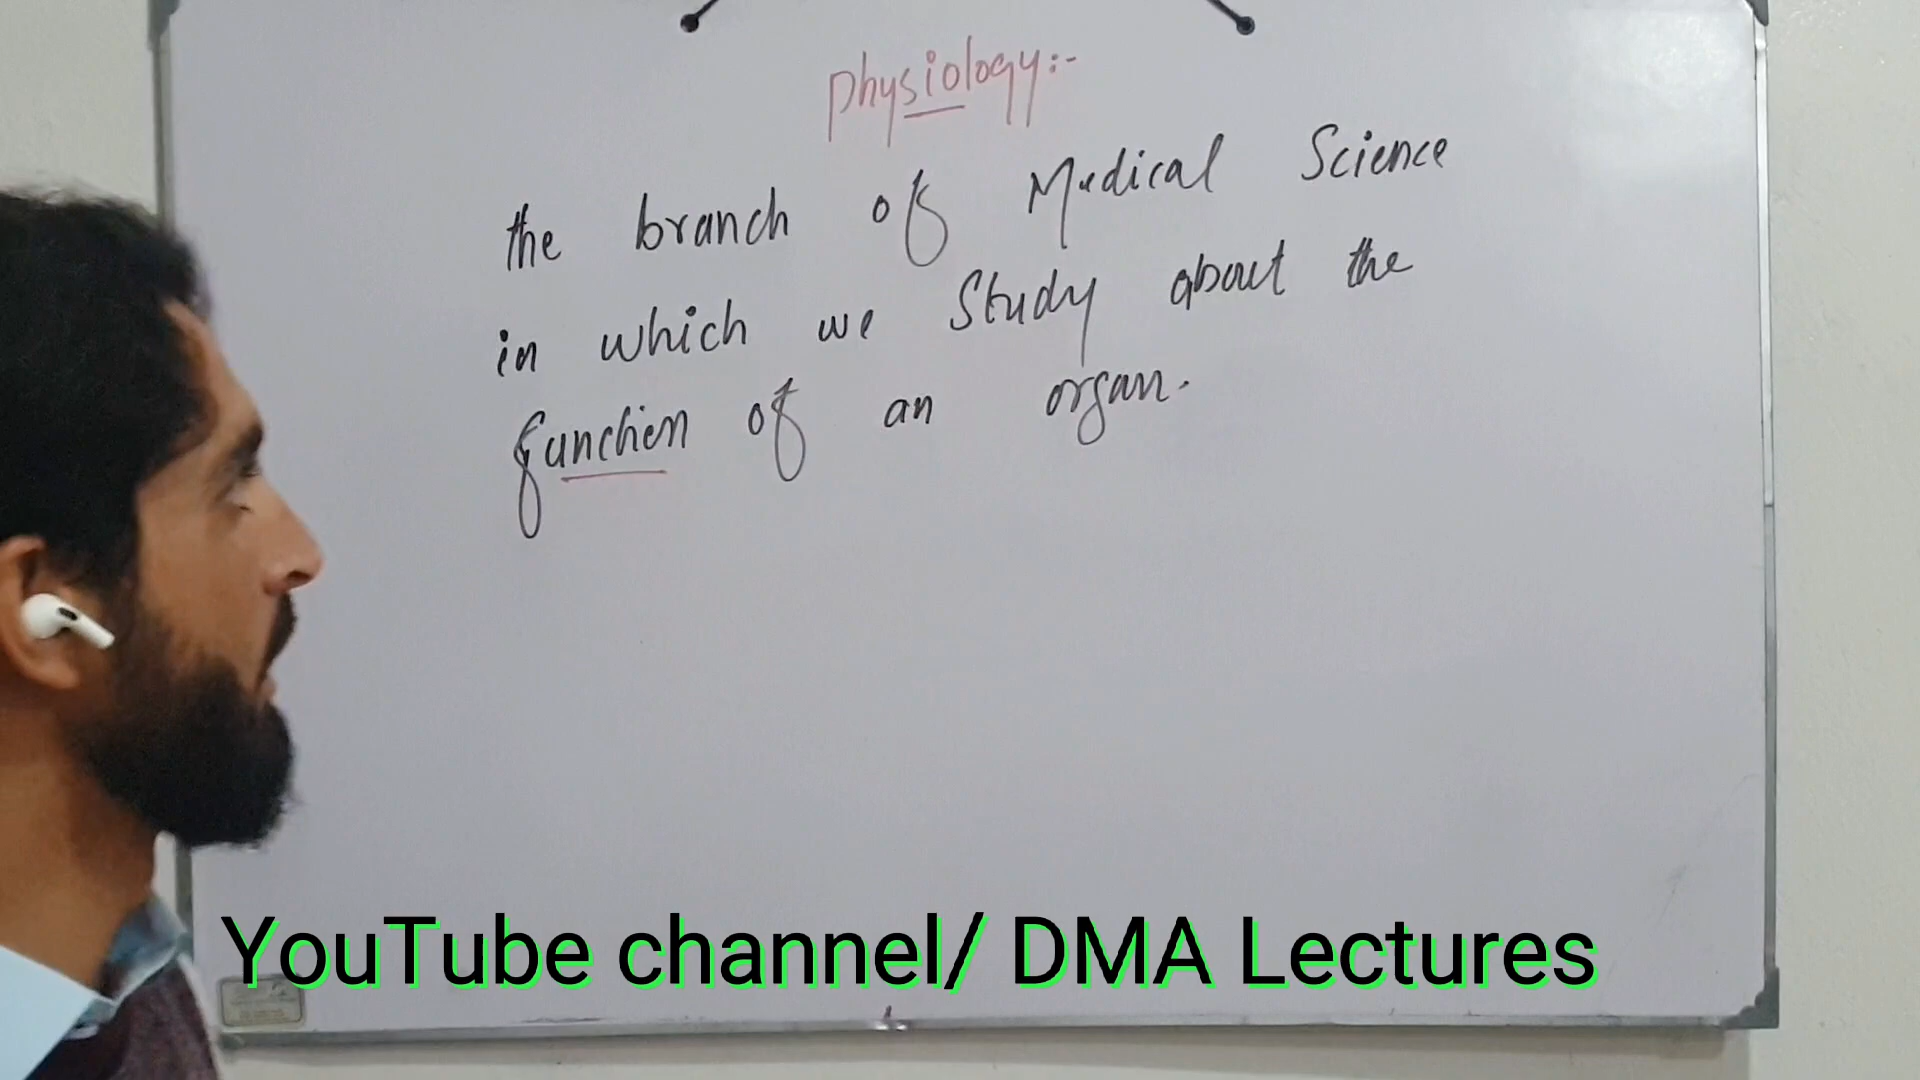 Physiology:-
the branch of Medical Science
in which we study about the
function of an organ.
YouTube channel/ DMA Lectures